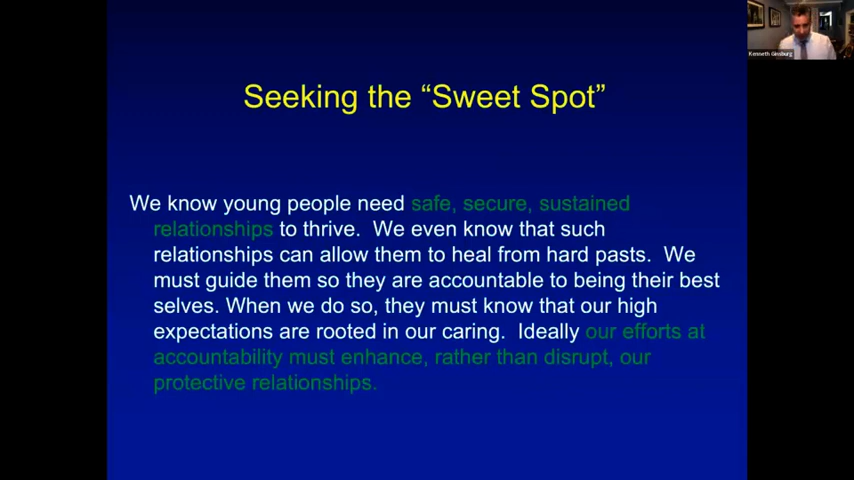 Kenneth Ginsburg
Seeking the “Sweet Spot”
We know young people need safe, secure, sustained
relationships to thrive.  We even know that such
relationships can allow them to heal from hard pasts.  We
must guide them so they are accountable to being their best
selves. When we do so, they must know that our high
expectations are rooted in our caring.  Ideally our efforts at
accountability must enhance, rather than disrupt, our
protective relationships.